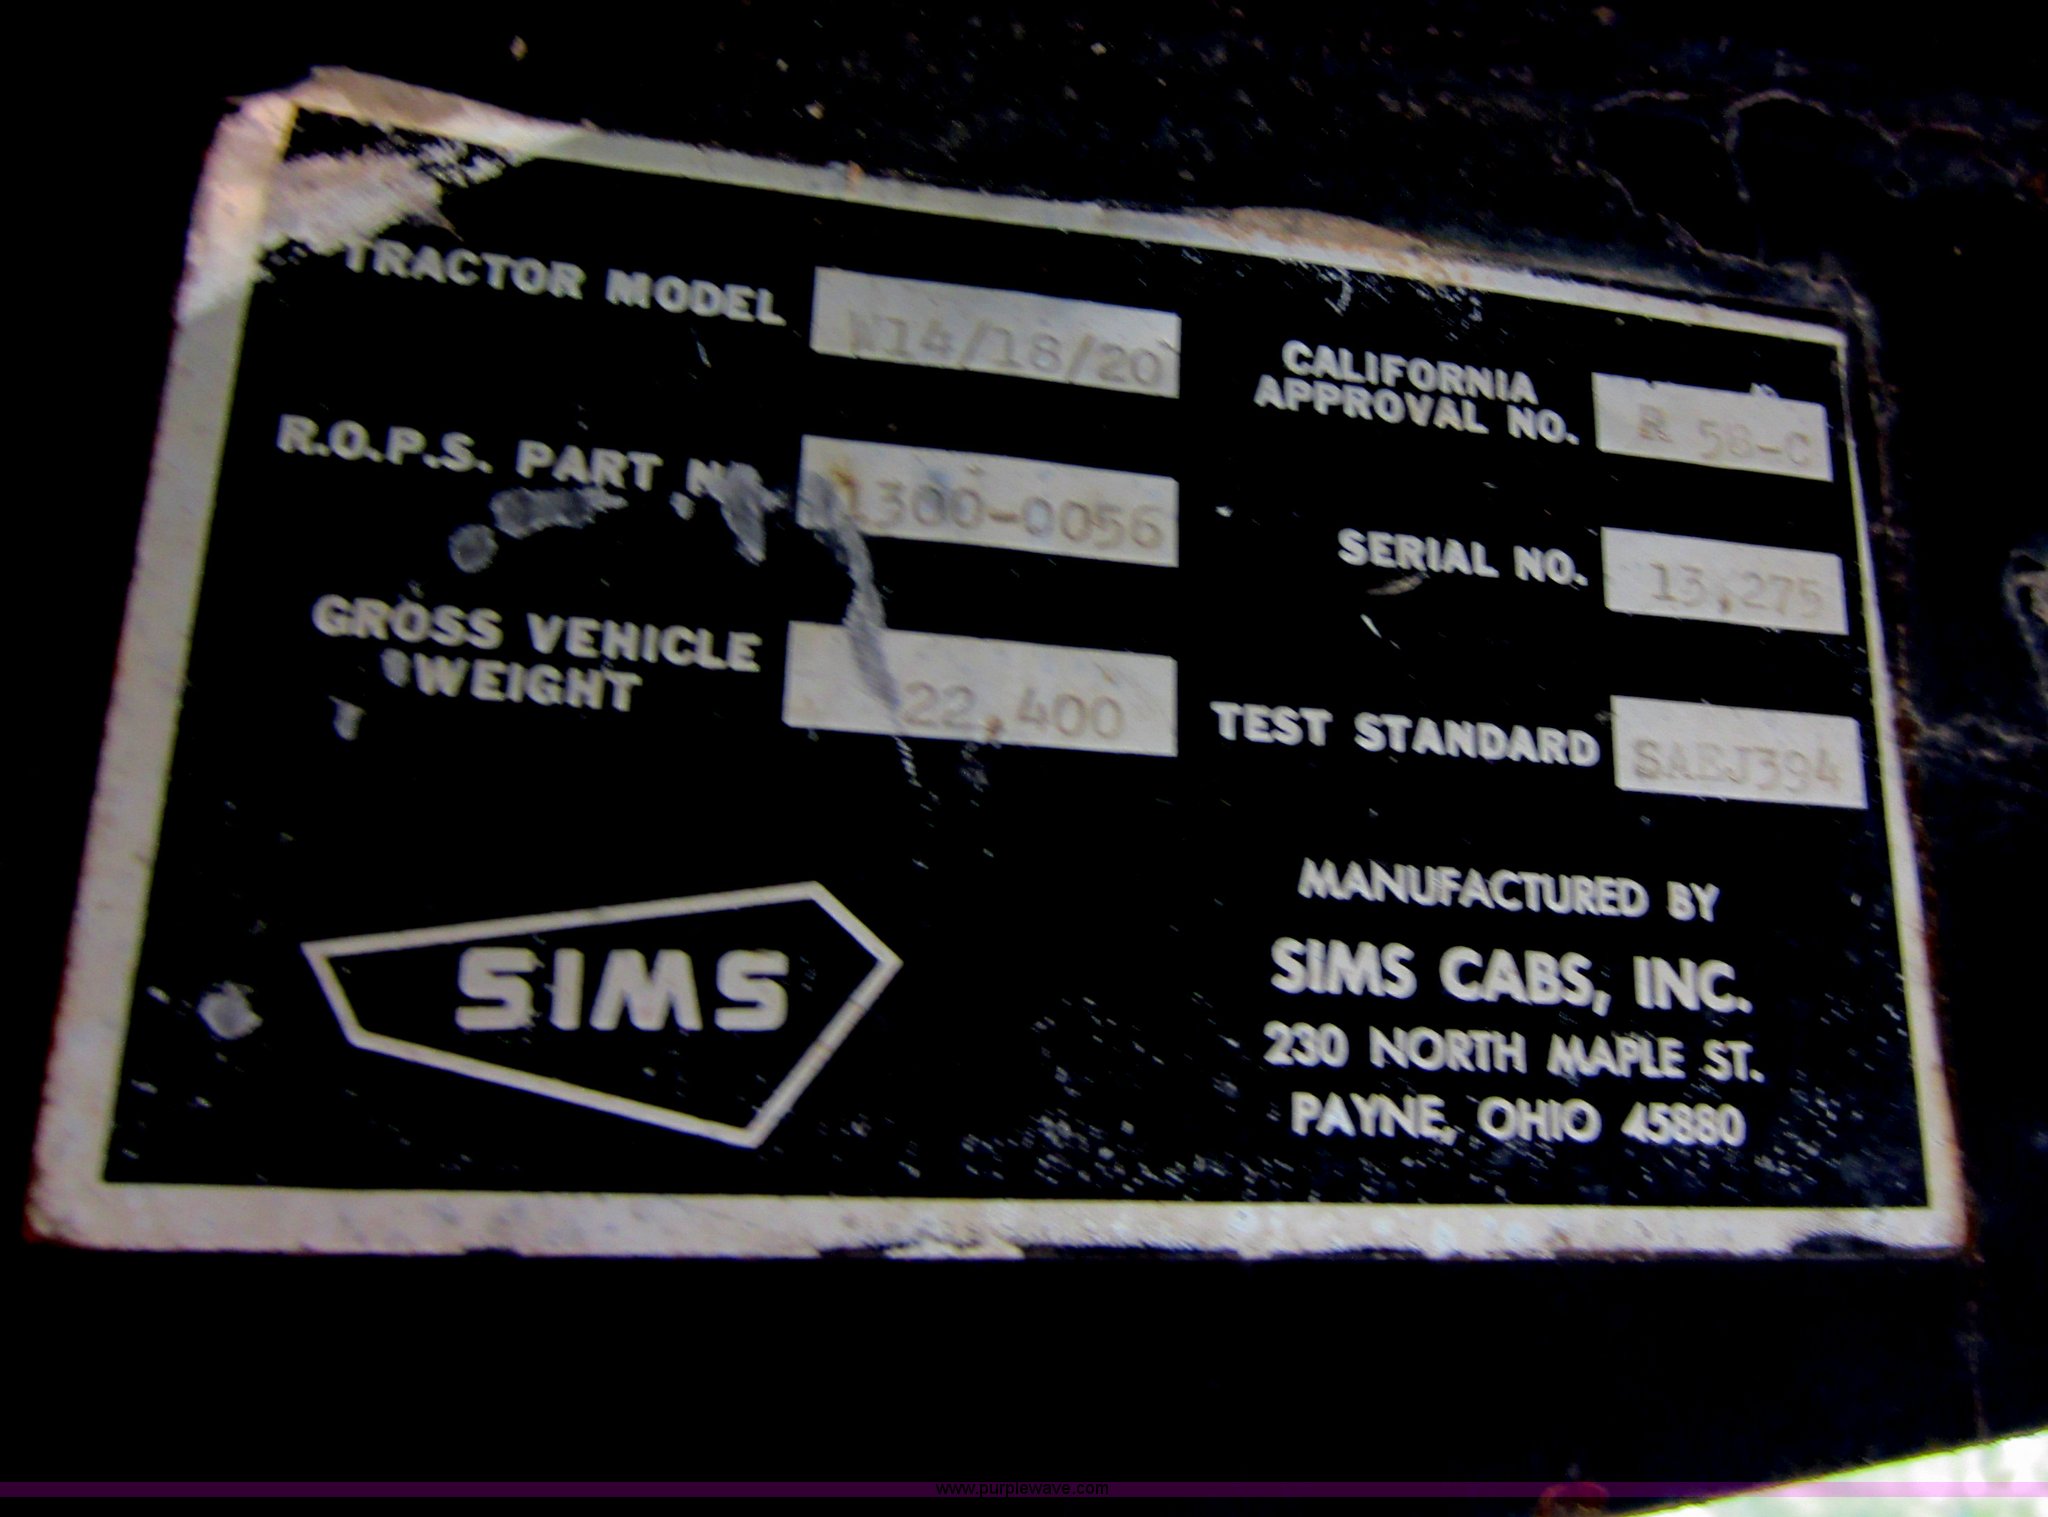 TRACTOR MODEL W14/18/20
R.O.P.S. PART NO. 1300-0056
GROSS VEHICLE
WEIGHT 22,400
CALIFORNIA
APPROVAL NO. R 58-C
SERIAL NO. 13,275
TEST STANDARD SAEJ394
SIMS
MANUFACTURED BY
SIMS CABS, INC.
230 NORTH MAPLE ST.
PAYNE, OHIO 45880
www.purplewave.com